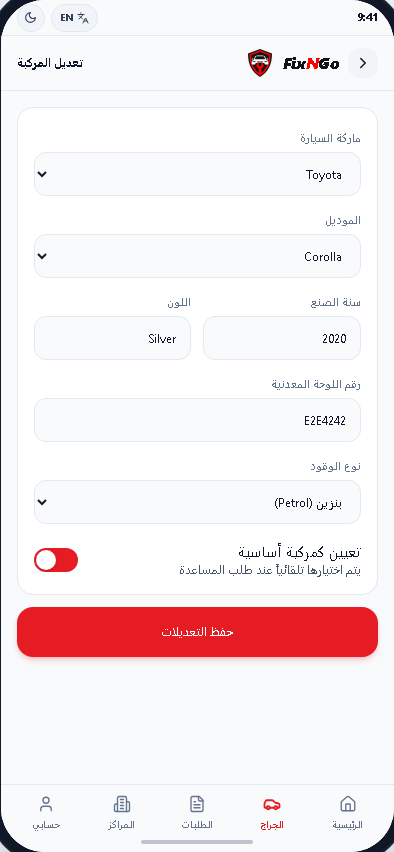 9:41
EN
FixNGo
تعديل المركبة
ماركة السيارة
Toyota
الموديل
Corolla
سنة الصنع
اللون
2020
Silver
رقم اللوحة المعدنية
E2E4242
نوع الوقود
بنزين (Petrol)
تعيين كمركبة أساسية
يتم اختيارها تلقائياً عند طلب المساعدة
حفظ التعديلات
الرئيسية
الجراج
الطلبات
المراكز
حسابي